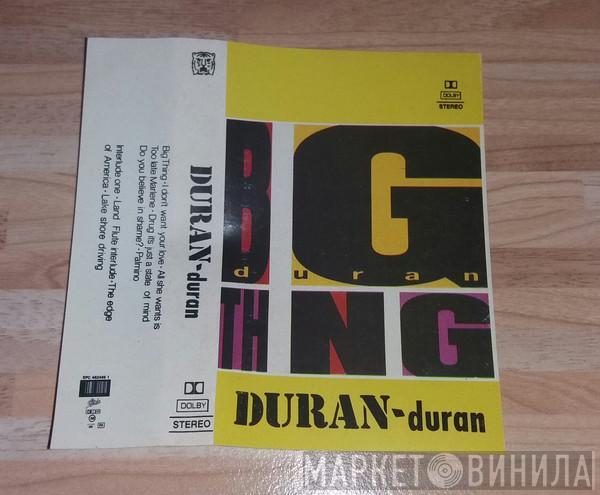 Big Thing • I don't want your love • All she wants is
Too late Marlene • Drug it's just a state of mind
Do you believe in shame? • Palmino
Interlude one • Land Flute interlude • The edge
of America • Lake shore driving
DURAN-duran
DOLBY
STEREO
DOLBY
STEREO
B G
duran
TH NG
DURAN-duran
МАРКЕТ ВИНИЛА